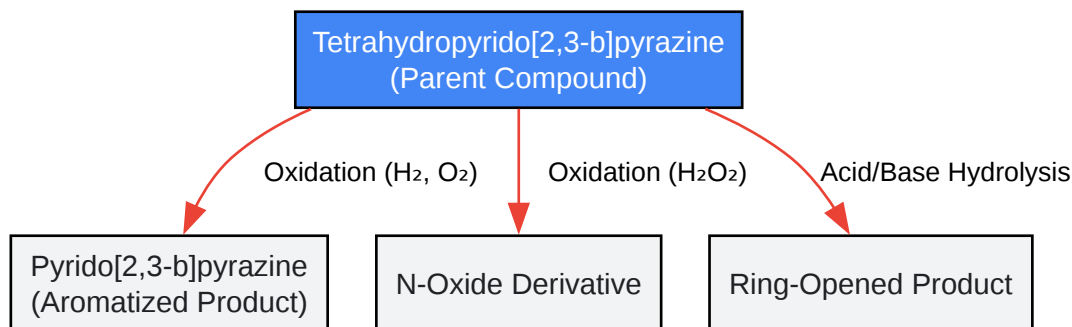 Tetrahydropyrido[2,3-b]pyrazine
(Parent Compound)
Oxidation (H₂, O₂)
Oxidation (H₂O₂)
Acid/Base Hydrolysis
Pyrido[2,3-b]pyrazine
(Aromatized Product)
N-Oxide Derivative
Ring-Opened Product